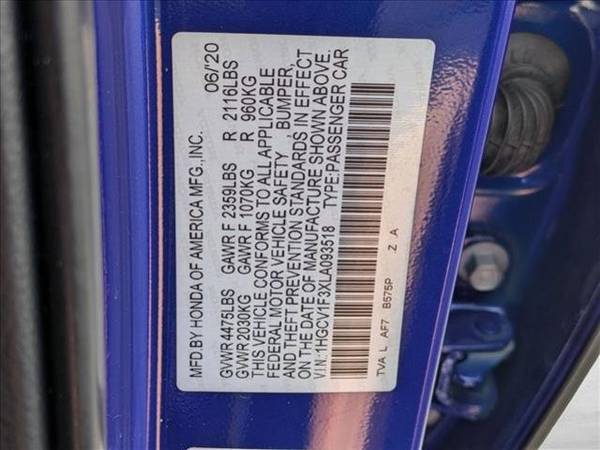 MFD.BY HONDA OF AMERICA MFG.,INC. 06/'20
GVWR 4475LBS GAWR F 2359LBS R 2116LBS
GVWR 2030KG GAWR F 1070KG R 960KG
THIS VEHICLE CONFORMS TO ALL APPLICABLE
FEDERAL MOTOR VEHICLE SAFETY , BUMPER,
AND THEFT PREVENTION STANDARDS IN EFFECT
ON THE DATE OF MANUFACTURE SHOWN ABOVE.
V.I.N.:1HGCV1F3XLA093518 TYPE:PASSENGER CAR
TVA L AF7 B575P Z A